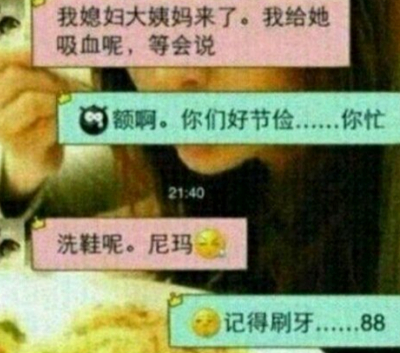 我媳妇大姨妈来了。我给她
吸血呢，等会说
额啊。你们好节俭……你忙
21:40
洗鞋呢。尼玛
记得刷牙……88